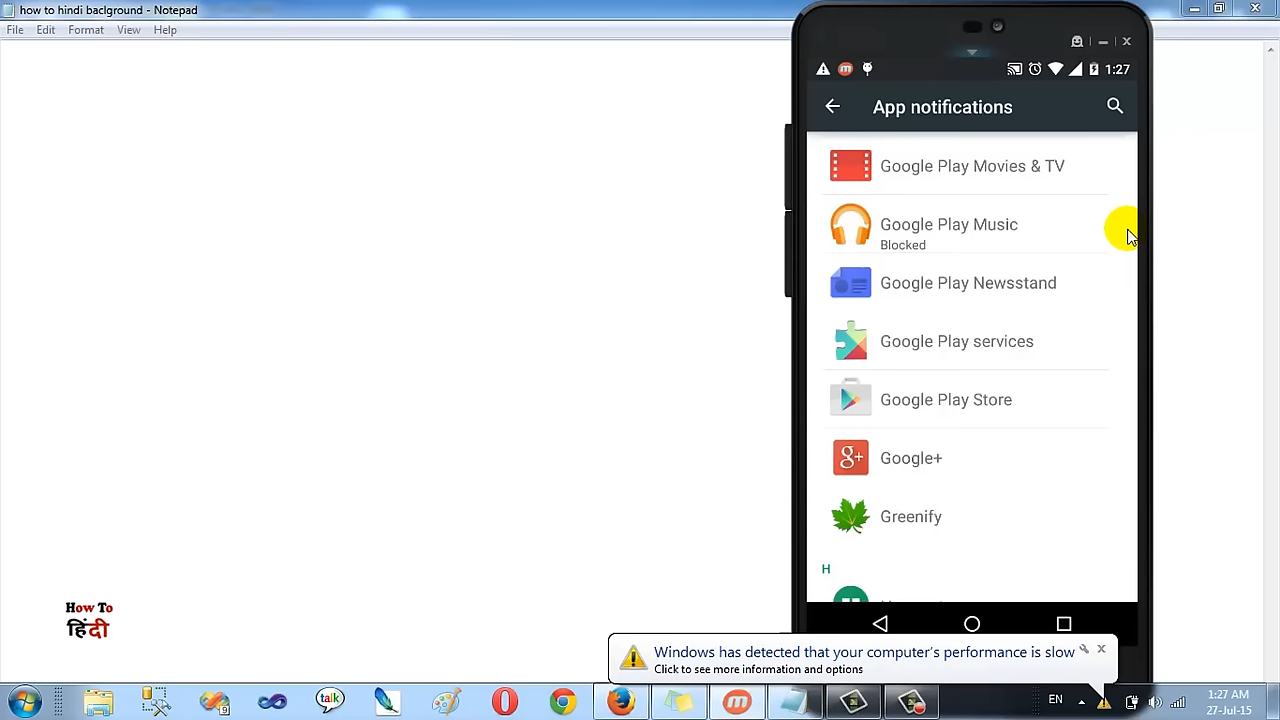 how to hindi baclground - Notepad
File Edit Format View Help
1:27
App notifications
Google Play Movies & TV
Google Play Music
Blocked
Google Play Newsstand
Google Play services
Google Play Store
g+ Google+
Greenify
H
How To
हिंदी
Windows has detected that your computer's performance is slow
Click to see more information and options
talk
EN
1:27 AM
27-Jul-15